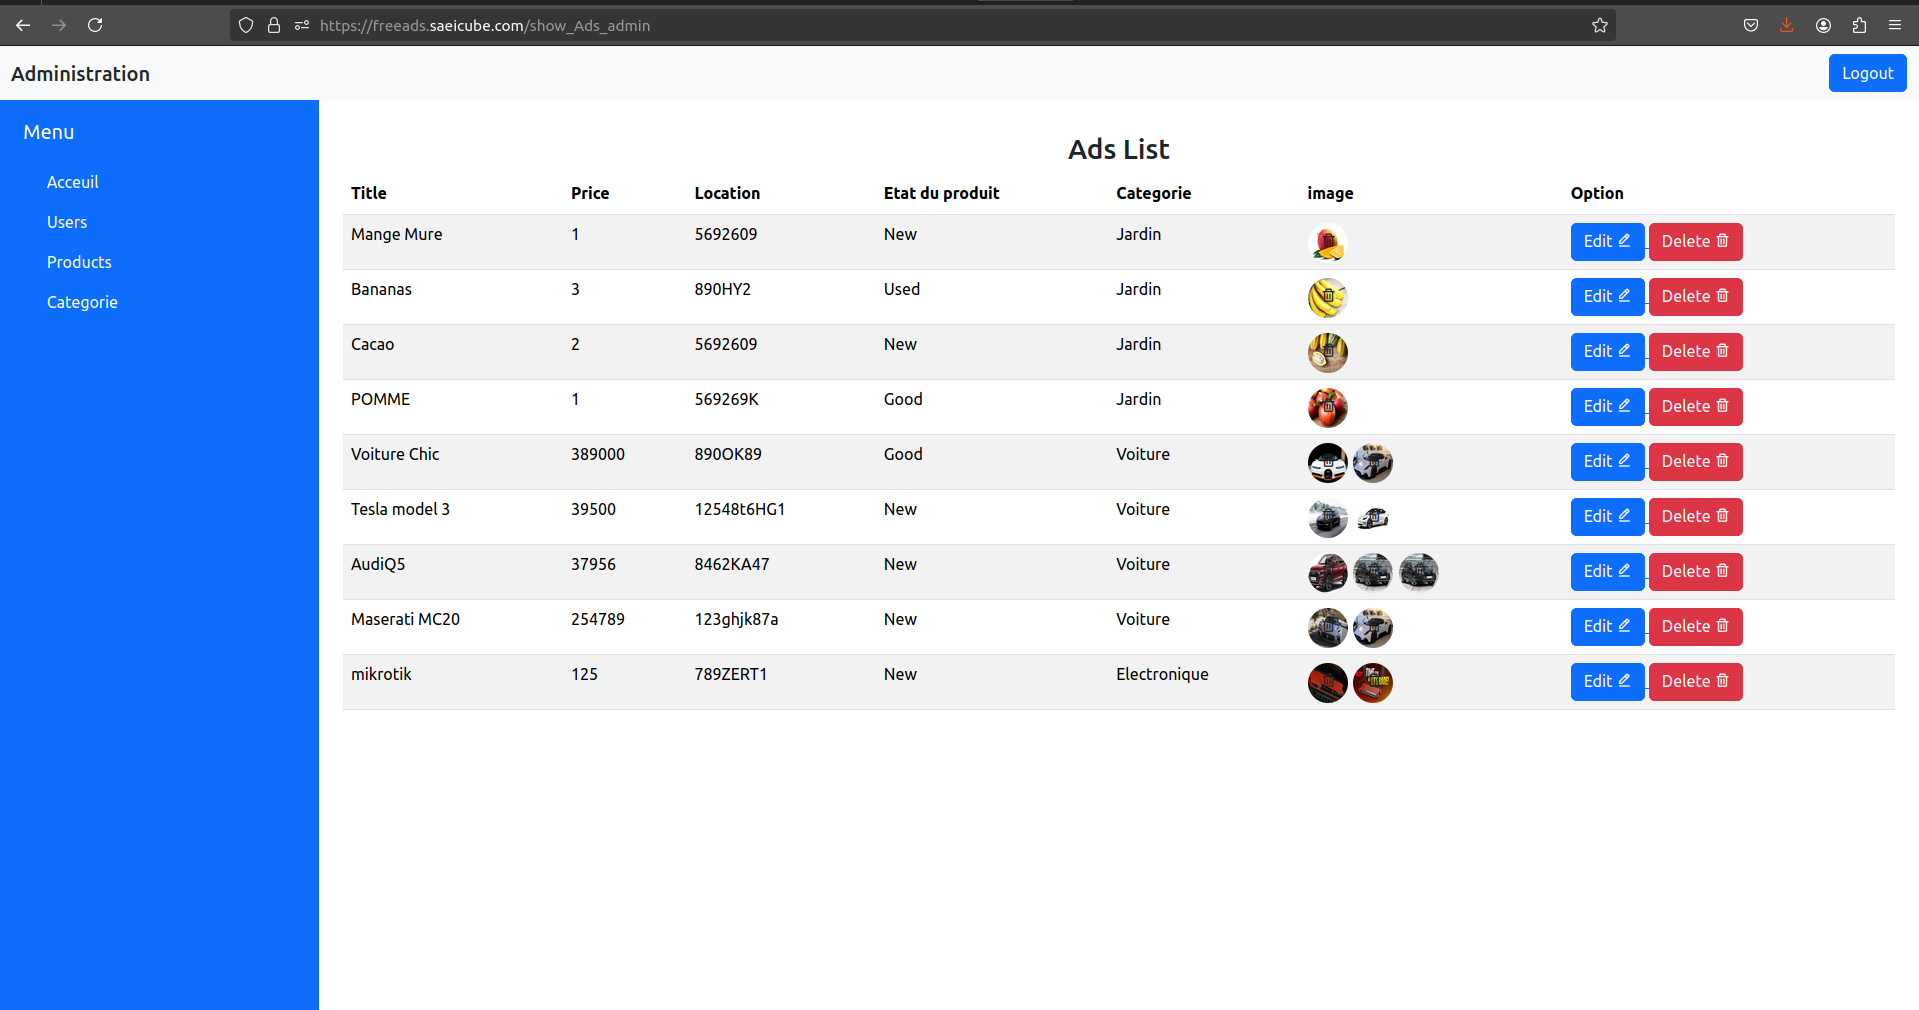 https://freeads.saeicube.com/show_Ads_admin
Administration
Logout
Menu
Acceuil
Users
Products
Categorie
Ads List
Title Price Location Etat du produit Categorie image Option
Mange Mure 1 5692609 New Jardin Edit Delete
Bananas 3 890HY2 Used Jardin Edit Delete
Cacao 2 5692609 New Jardin Edit Delete
POMME 1 569269K Good Jardin Edit Delete
Voiture Chic 389000 890OK89 Good Voiture Edit Delete
Tesla model 3 39500 12548t6HG1 New Voiture Edit Delete
AudiQ5 37956 8462KA47 New Voiture Edit Delete
Maserati MC20 254789 123ghjk87a New Voiture Edit Delete
mikrotik 125 789ZERT1 New Electronique Edit Delete